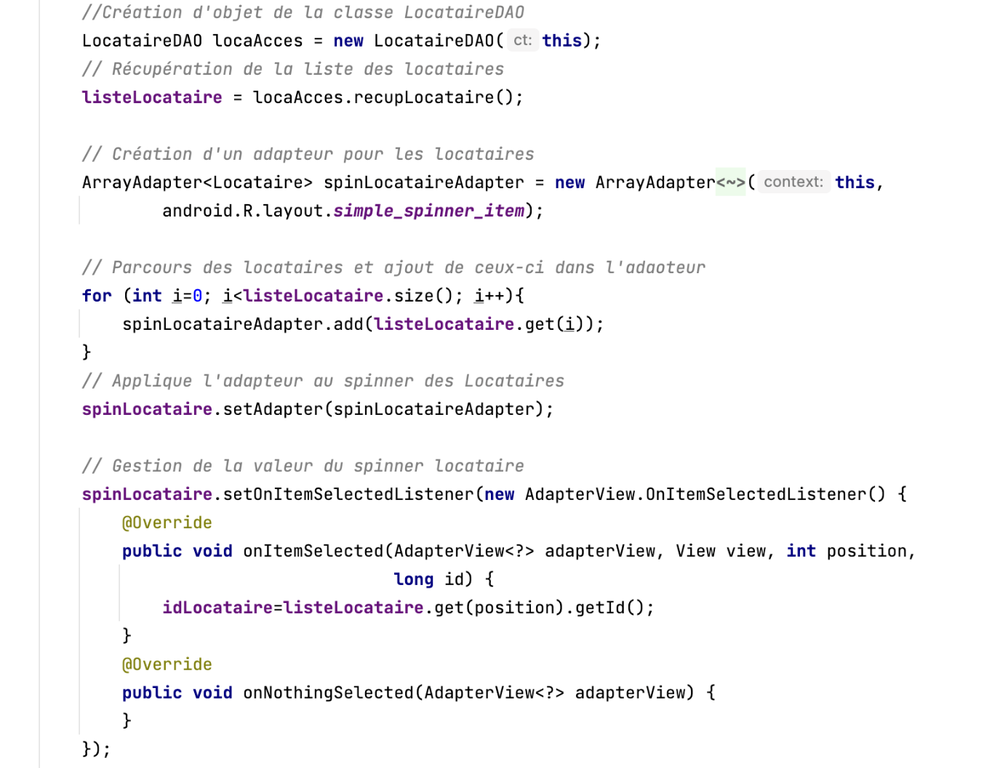 //Création d'objet de la classe LocataireDAO
LocataireDAO locaAcces = new LocataireDAO( ct: this);
// Récupération de la liste des locataires
listeLocataire = locaAcces.recupLocataire();
// Création d'un adapteur pour les locataires
ArrayAdapter<Locataire> spinLocataireAdapter = new ArrayAdapter<~>( context: this,
android.R.layout.simple_spinner_item);
// Parcours des locataires et ajout de ceux-ci dans l'adaoteur
for (int i=0; i<listeLocataire.size(); i++){
spinLocataireAdapter.add(listeLocataire.get(i));
}
// Applique l'adapteur au spinner des Locataires
spinLocataire.setAdapter(spinLocataireAdapter);
// Gestion de la valeur du spinner locataire
spinLocataire.setOnItemSelectedListener(new AdapterView.OnItemSelectedListener() {
@Override
public void onItemSelected(AdapterView<?> adapterView, View view, int position,
long id) {
idLocataire=listeLocataire.get(position).getId();
}
@Override
public void onNothingSelected(AdapterView<?> adapterView) {
}
});